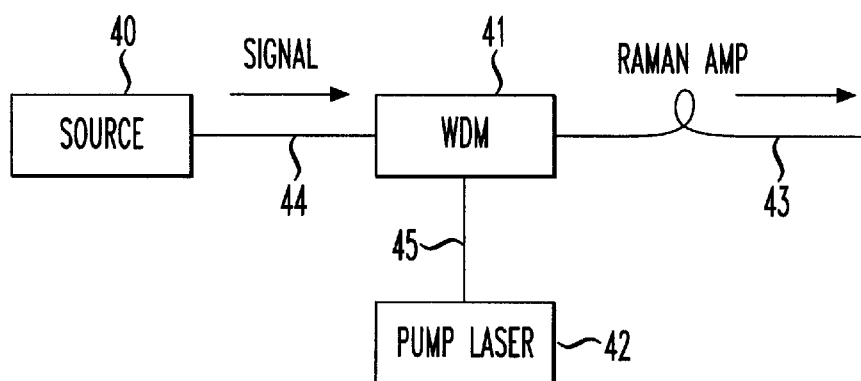 40
SIGNAL
41
RAMAN AMP
SOURCE
WDM
44
43
45
PUMP LASER
42